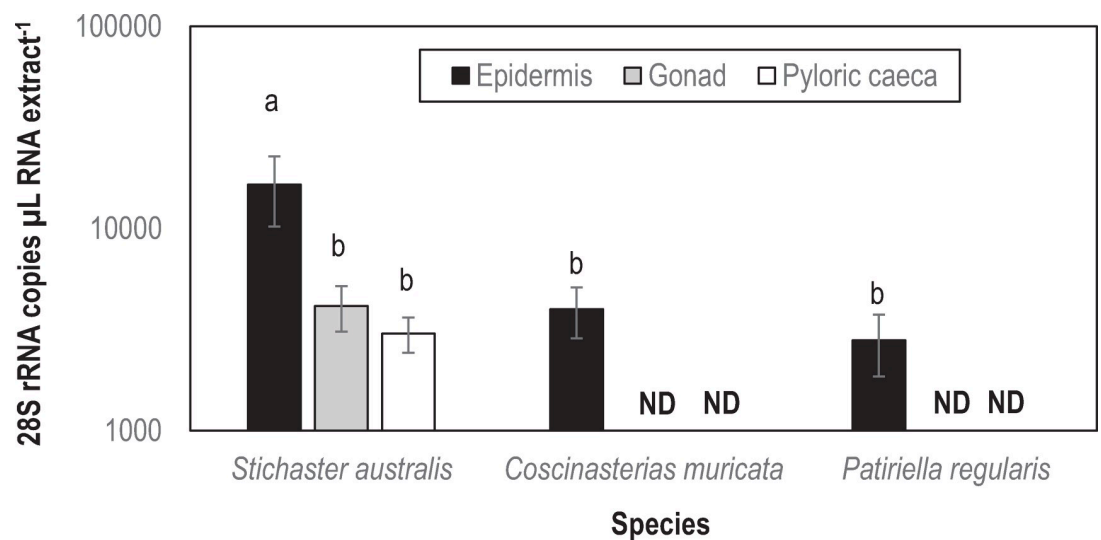 100000
Epidermis Gonad Pyloric caeca
a
b
b
b
b
10000
ND ND ND ND
1000
28S rRNA copies µL RNA extract-1
Stichaster australis Coscinasterias muricata Patiriella regularis
Species